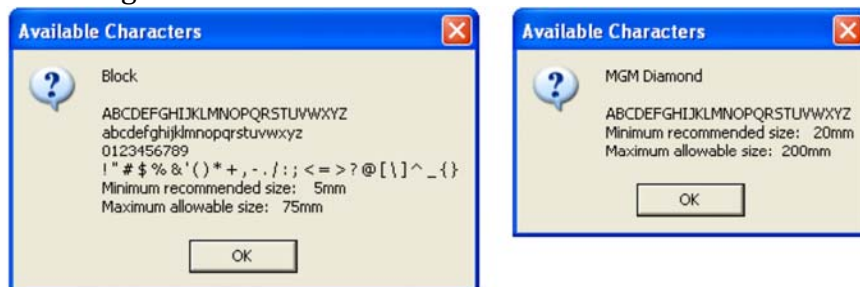 Available Characters
Block
ABCDEFGHIJKLMNOPQRSTUVWXYZ
abcdefghijklmnopqrstuvwxyz
0123456789
! " # $ % & ' ( ) * + , - . / : ; < = > ? @ [ \ ] ^ _ { }
Minimum recommended size: 5mm
Maximum allowable size: 75mm
OK
Available Characters
MGM Diamond
ABCDEFGHIJKLMNOPQRSTUVWXYZ
Minimum recommended size: 20mm
Maximum allowable size: 200mm
OK